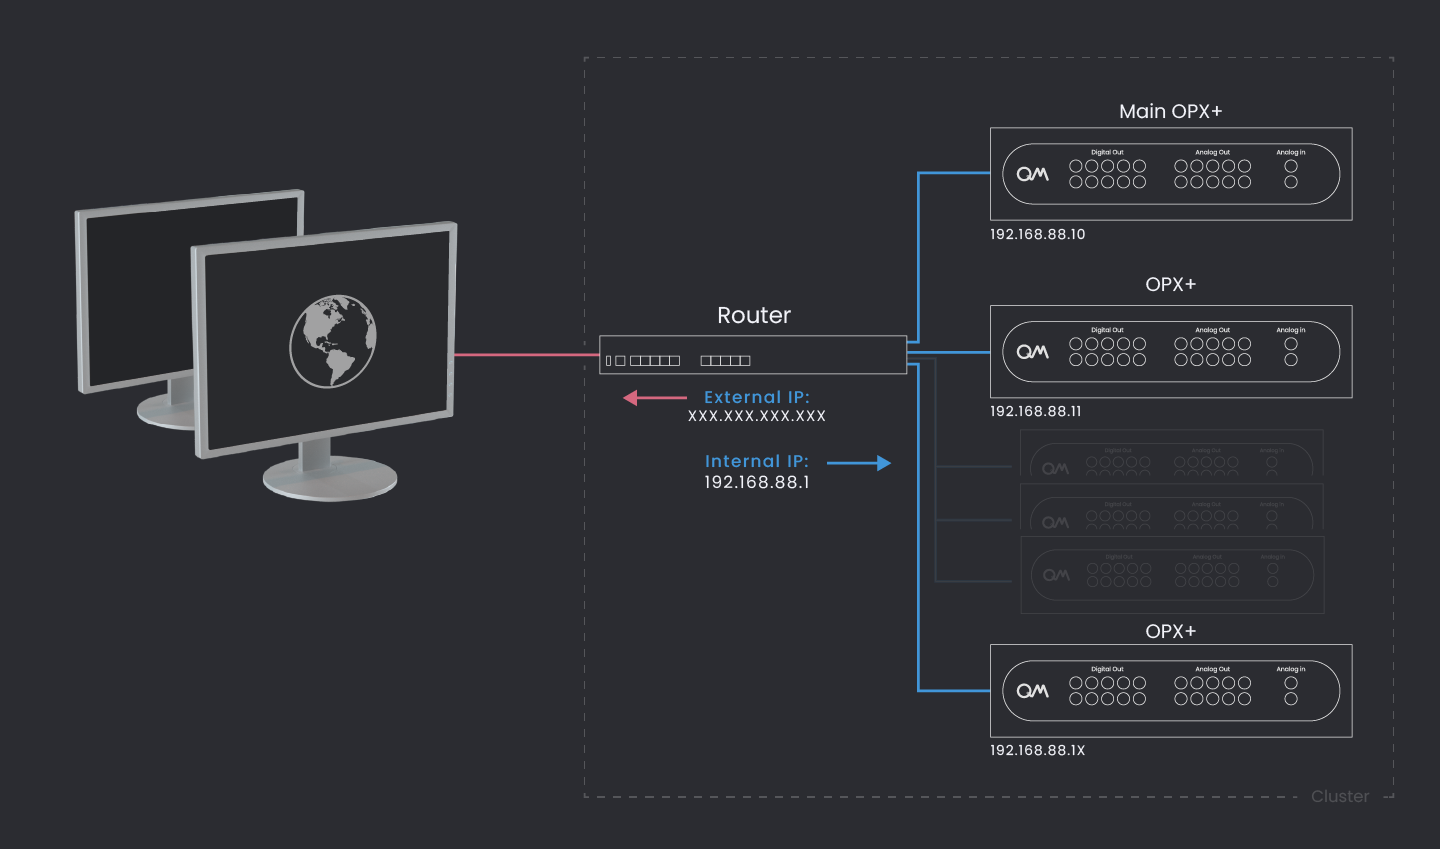 Main OPX+
Digital Out Analog Out Analog in
QM
192.168.88.10
OPX+
Digital Out Analog Out Analog in
QM
192.168.88.11
Router
External IP:
XXX.XXX.XXX.XXX
Internal IP:
192.168.88.1
Digital Out Analog Out Analog in
QM
Digital Out Analog Out Analog in
QM
Digital Out Analog Out Analog in
QM
OPX+
Digital Out Analog Out Analog in
QM
192.168.88.1X
Cluster